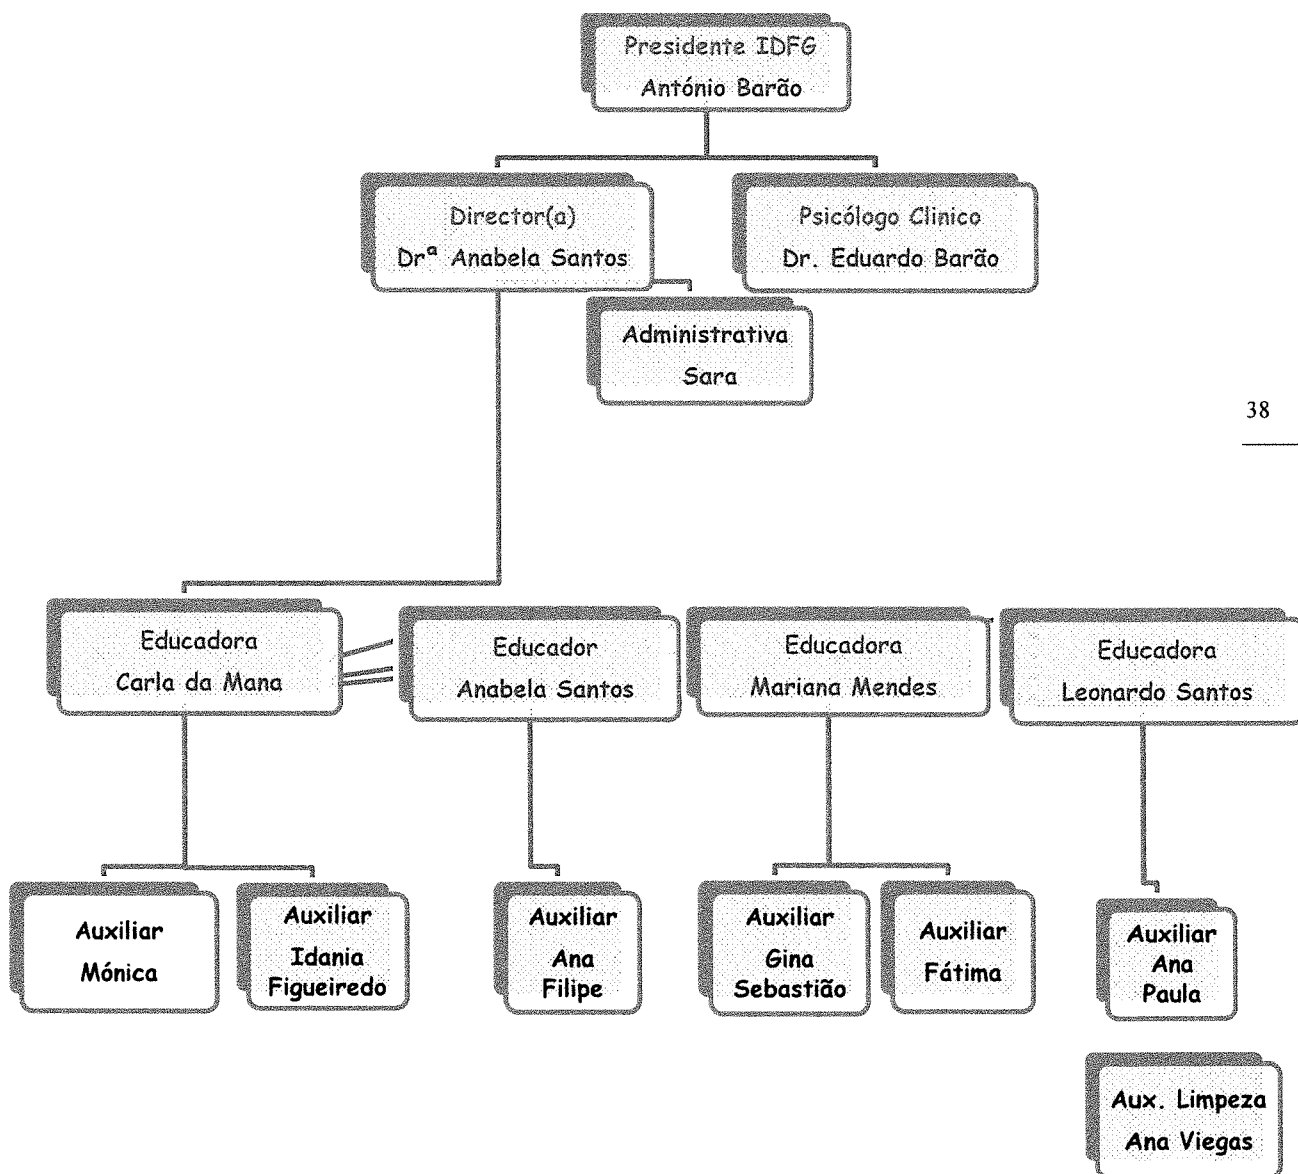 Presidente IDFG
António Barão
Director(a)
Drª Anabela Santos
Psicólogo Clinico
Dr. Eduardo Barão
Administrativa
Sara
38
Educadora
Carla da Mana
Educador
Anabela Santos
Educadora
Mariana Mendes
Educadora
Leonardo Santos
Auxiliar
Mónica
Auxiliar
Idania
Figueiredo
Auxiliar
Ana
Filipe
Auxiliar
Gina
Sebastião
Auxiliar
Fátima
Auxiliar
Ana
Paula
Aux. Limpeza
Ana Viegas